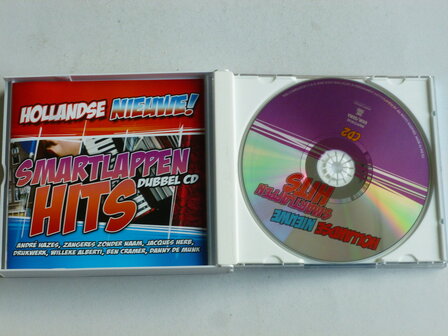 HOLLANDSE NIEUWE!
SMARTLAPPEN
DUBBEL CD
HITS
ANDRE HAZES, ZANGERES ZONDER NAAM, JACQUES HERB,
DRUKWERK, WILLEKE ALBERTI, BEN CRAMER, DANNY DE MUNK
CD2
HITS
SMARTLAPPEN
HOLLANDSE NIEUWE